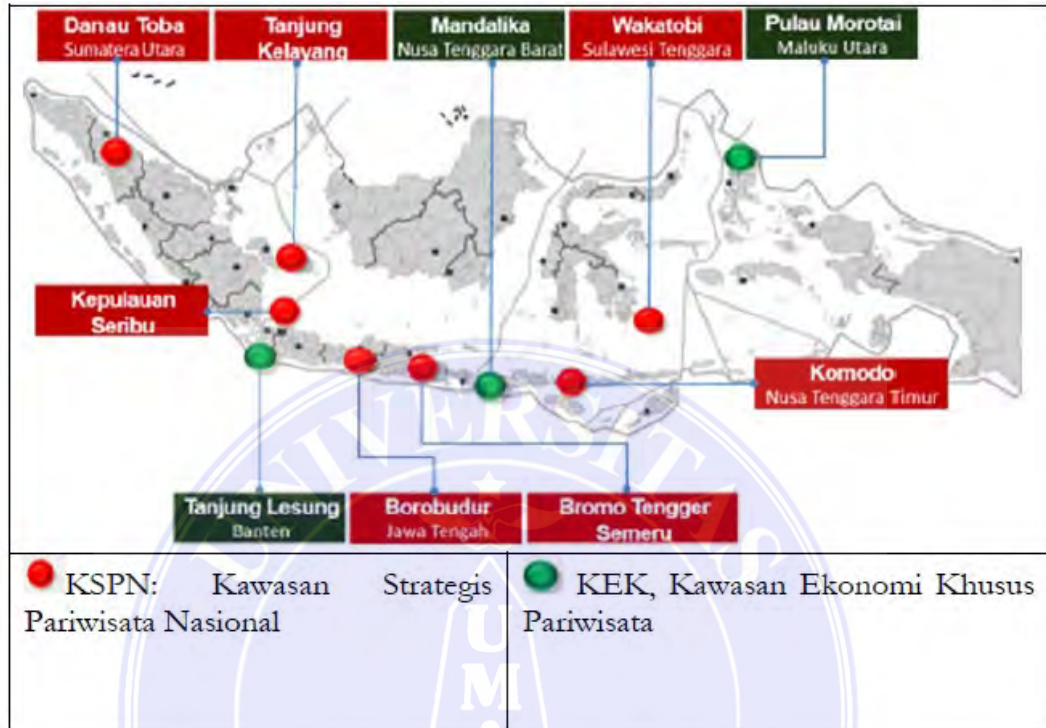 Danau Toba
Sumatera Utara
Tanjung
Kelayang
Mandalika
Nusa Tenggara Barat
Wakatobi
Sulawesi Tenggara
Pulau Morotai
Maluku Utara
Kepulauan
Seribu
Komodo
Nusa Tenggara Timur
Tanjung Lesung
Banten
Borobudur
Jawa Tengah
Bromo Tengger
Semeru
KSPN: Kawasan Strategis
Pariwisata Nasional
KEK, Kawasan Ekonomi Khusus
Pariwisata
UNIVERSITAS
UM